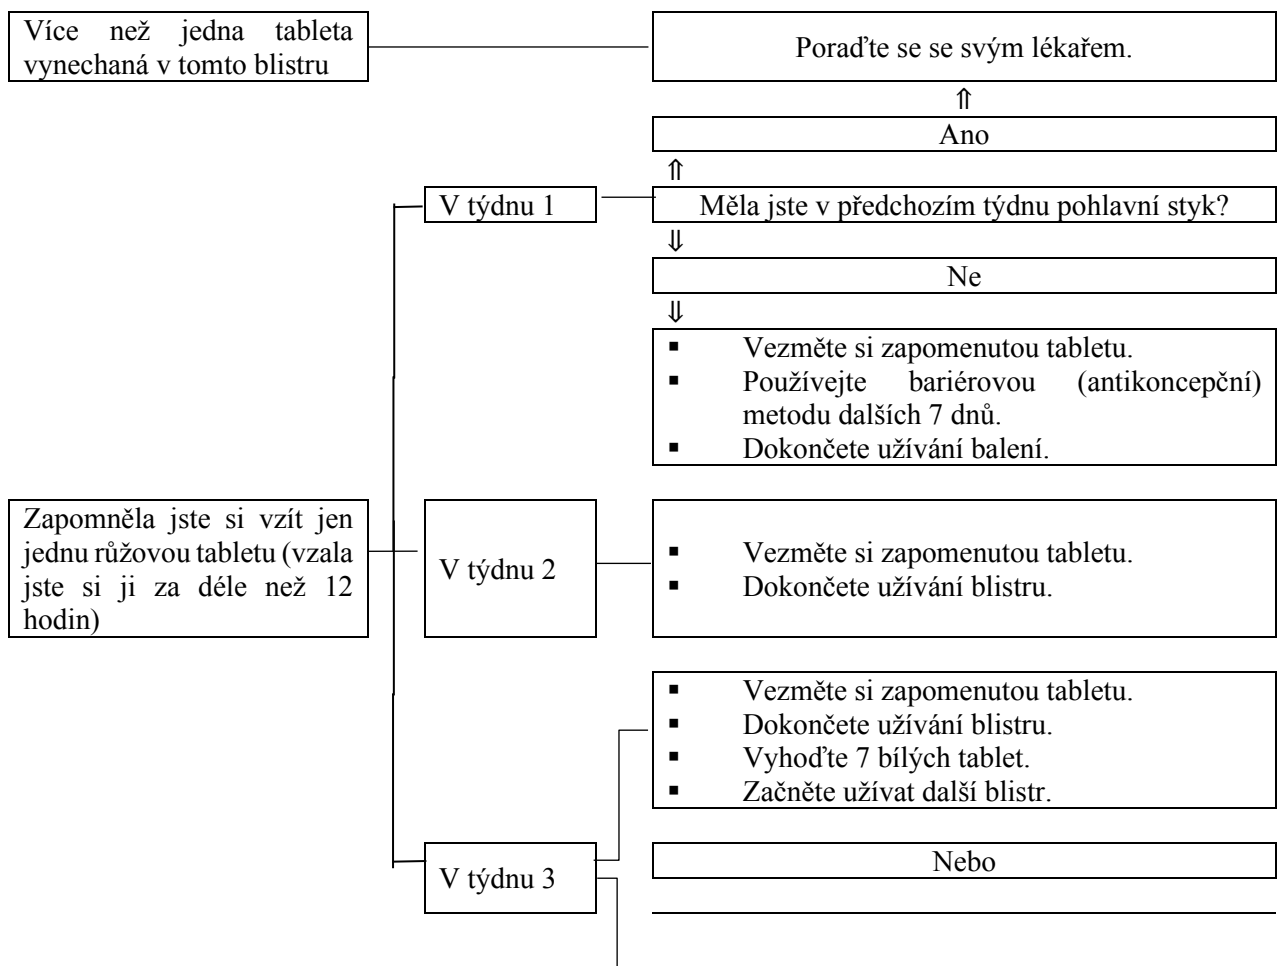 Více než jedna tableta
vynechaná v tomto blistru
Poraďte se se svým lékařem.
⇑
Ano
⇑
V týdnu 1
Měla jste v předchozím týdnu pohlavní styk?
⇓
Ne
⇓
▪ Vezměte si zapomenutou tabletu.
▪ Používejte bariérovou (antikoncepční)
metodu dalších 7 dnů.
▪ Dokončete užívání balení.
Zapomněla jste si vzít jen
jednu růžovou tabletu (vzala
jste si ji za déle než 12
hodin)
V týdnu 2
▪ Vezměte si zapomenutou tabletu.
▪ Dokončete užívání blistru.
▪ Vezměte si zapomenutou tabletu.
▪ Dokončete užívání blistru.
▪ Vyhoďte 7 bílých tablet.
▪ Začněte užívat další blistr.
V týdnu 3
Nebo